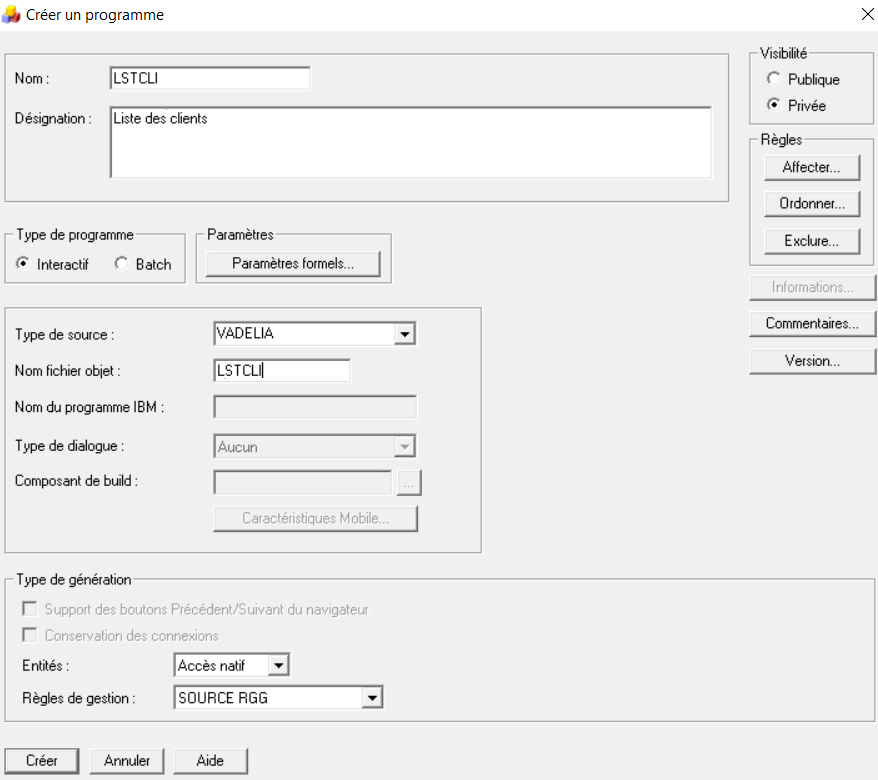 Créer un programme
Nom :
LSTCLI
Désignation :
Liste des clients
Visibilité
Publique
Privée
Règles
Affecter...
Ordonner...
Exclure...
Informations...
Commentaires...
Version...
Type de programme
Interactif
Batch
Paramètres
Paramètres formels...
Type de source :
VADELIA
Nom fichier objet :
LSTCLI
Nom du programme IBM :
Type de dialogue :
Aucun
Composant de build :
...
Caractéristiques Mobile...
Type de génération
Support des boutons Précédent/Suivant du navigateur
Conservation des connexions
Entités :
Accès natif
Règles de gestion :
SOURCE RGG
Créer
Annuler
Aide